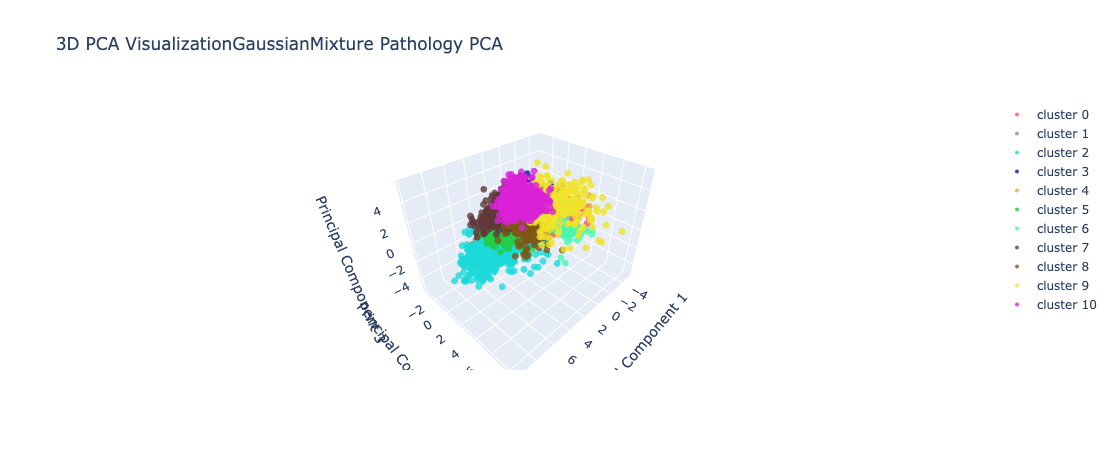 3D PCA VisualizationGaussianMixture Pathology PCA
cluster 0
cluster 1
cluster 2
cluster 3
cluster 4
cluster 5
cluster 6
cluster 7
cluster 8
cluster 9
cluster 10
Principal Component 3
4
2
0
−2
−4
Principal Co
−2
0
2
4
Component 1
−4
−2
0
2
4
6